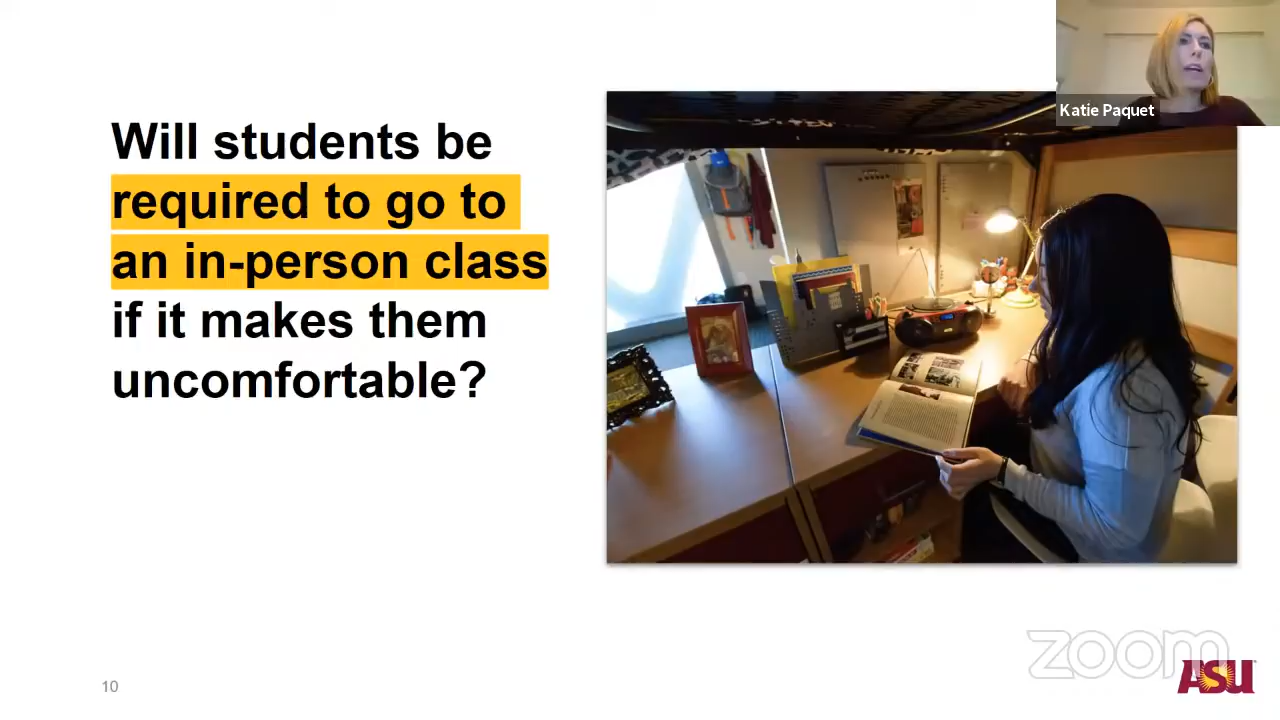 Katie Paquet
Will students be
required to go to
an in-person class
if it makes them
uncomfortable?
zoom
10
ASU